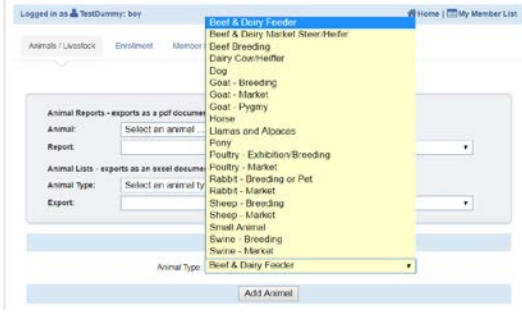 Logged in as TestDummy: boy
Home | My Member List
Animals / Livestock
Enrollment
Member
Beef & Dairy Feeder
Beef & Dairy Market Steer/Heifer
Beef Breeding
Dairy Cow/Heiffer
Dog
Goat - Breeding
Goat - Market
Goat - Pygmy
Horse
Llamas and Alpacas
Pony
Poultry - Exhibition/Breeding
Poultry - Market
Rabbit - Breeding or Pet
Rabbit - Market
Sheep - Breeding
Sheep - Market
Small Animal
Swine - Breeding
Swine - Market
Animal Reports - exports as a pdf documen
Animal:
Select an animal ...
Report:
Animal Lists - exports as an excel docume
Animal Type:
Select an animal ty
Export:
Animal Type:
Beef & Dairy Feeder
Add Animal